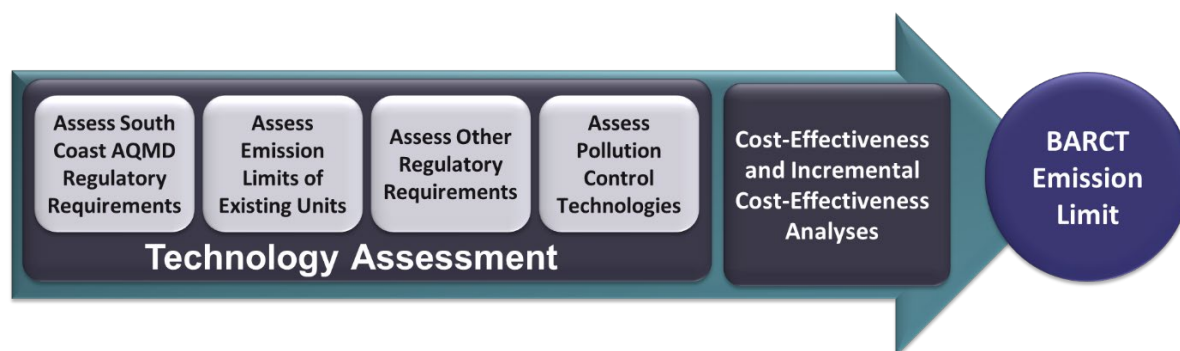 Assess South
Coast AQMD
Regulatory
Requirements
Assess
Emission
Limits of
Existing Units
Assess Other
Regulatory
Requirements
Assess
Pollution
Control
Technologies
Technology Assessment
Cost-Effectiveness
and Incremental
Cost-Effectiveness
Analyses
BARCT
Emission
Limit